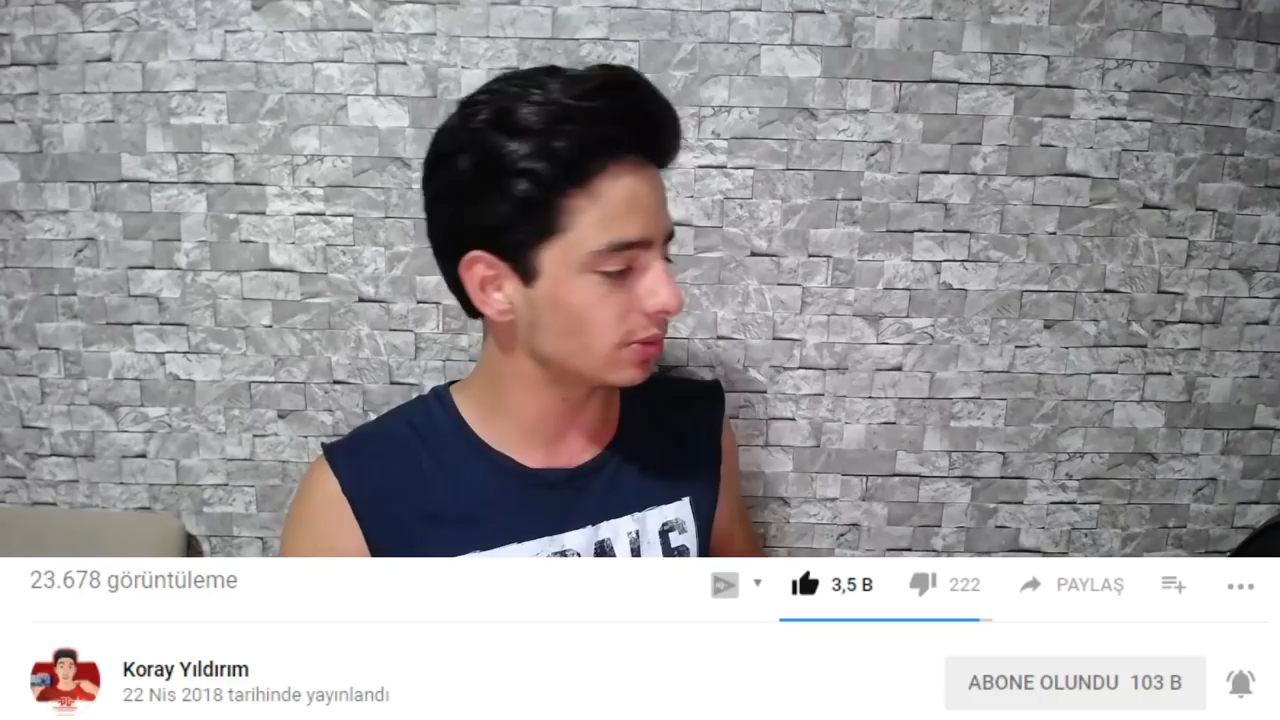 23.678 görüntüleme
3,5 B 222 PAYLAŞ
Koray Yıldırım
22 Nis 2018 tarihinde yayınlandı
ABONE OLUNDU 103 B